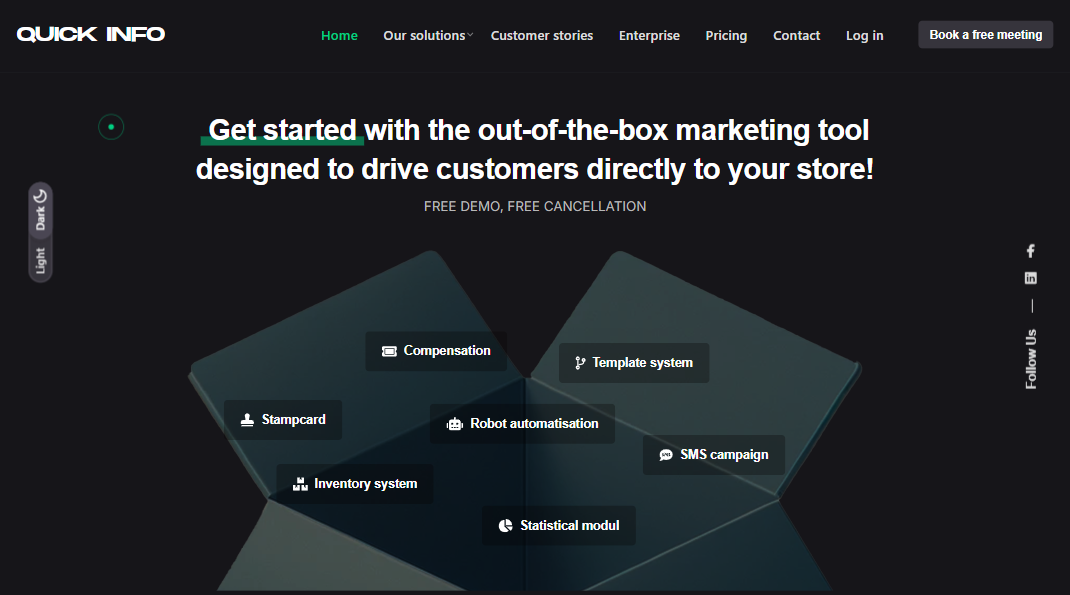 QUICK INFO
Home Our solutions Customer stories Enterprise Pricing Contact Log in Book a free meeting
Get started with the out-of-the-box marketing tool
designed to drive customers directly to your store!
FREE DEMO, FREE CANCELLATION
Dark
Light
Follow Us
Compensation
Template system
Stampcard
Robot automatisation
SMS campaign
Inventory system
Statistical modul